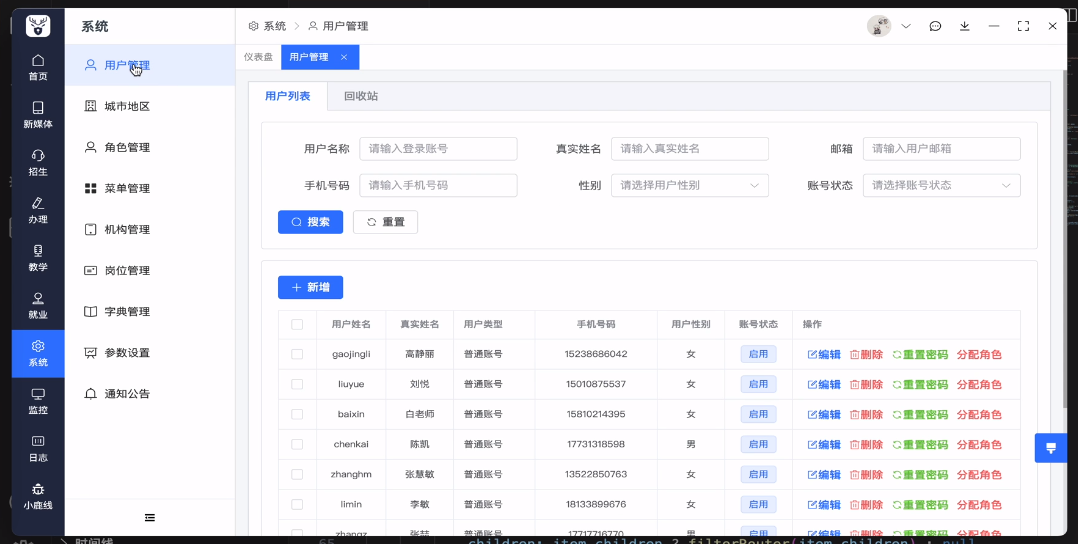 系统
系统 > 用户管理
首页
新媒体
招生
办理
教学
就业
系统
监控
日志
小鹿线
用户管理
城市地区
角色管理
菜单管理
机构管理
岗位管理
字典管理
参数设置
通知公告
仪表盘 用户管理 ×
用户列表 回收站
用户名称 请输入登录账号 真实姓名 请输入真实姓名 邮箱 请输入用户邮箱
手机号码 请输入手机号码 性别 请选择用户性别 账号状态 请选择账号状态
搜索 重置
+ 新增
用户姓名 真实姓名 用户类型 手机号码 用户性别 账号状态 操作
gaojingli 高静丽 普通账号 15238686042 女 启用 编辑 删除 重置密码 分配角色
liuyue 刘悦 普通账号 15010875537 女 启用 编辑 删除 重置密码 分配角色
baixin 白老师 普通账号 15810214395 女 启用 编辑 删除 重置密码 分配角色
chenkai 陈凯 普通账号 17731318598 男 启用 编辑 删除 重置密码 分配角色
zhanghm 张慧敏 普通账号 13522850763 女 启用 编辑 删除 重置密码 分配角色
limin 李敏 普通账号 18133899676 女 启用 编辑 删除 重置密码 分配角色
zhangz 张喆 普通账号 17717716770 男 启用 编辑 删除 重置密码 分配角色
时间线 65 children: item.children ? filterRouter(item.children) : null